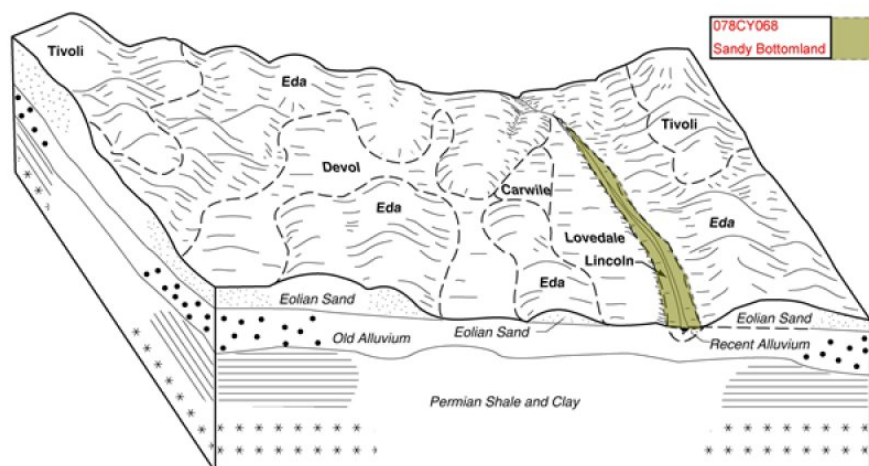 078CY068
Sandy Bottomland
Tivoli
Eda
Tivoli
Devol
Carwile
Eda
Eda
Lovedale
Lincoln
Eda
Eolian Sand
Eolian Sand
Eolian Sand
Old Alluvium
Recent Alluvium
Permian Shale and Clay